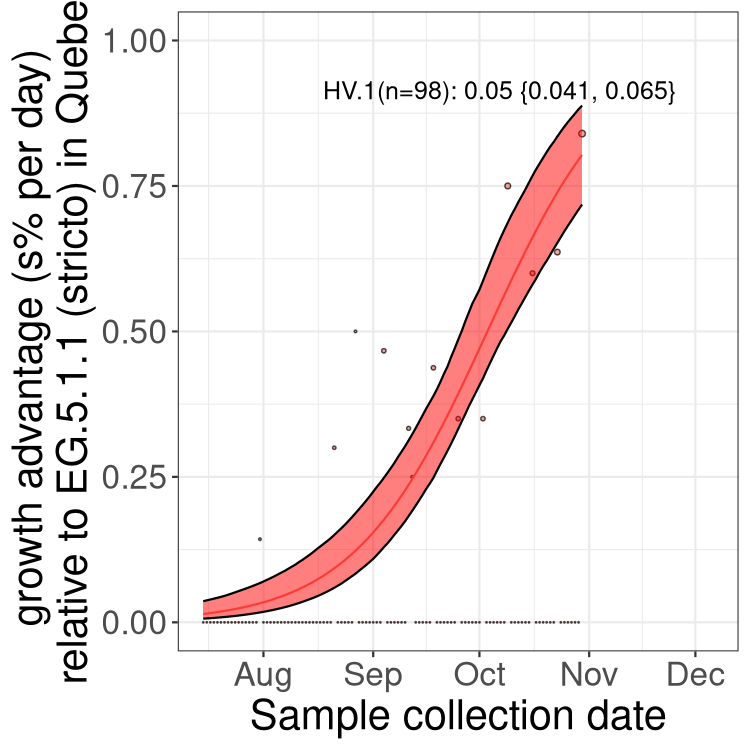 growth advantage (s% per day)
relative to EG.5.1.1 (stricto) in Quebe
1.00
0.75
0.50
0.25
0.00
HV.1(n=98): 0.05 {0.041, 0.065}
Aug Sep Oct Nov Dec
Sample collection date